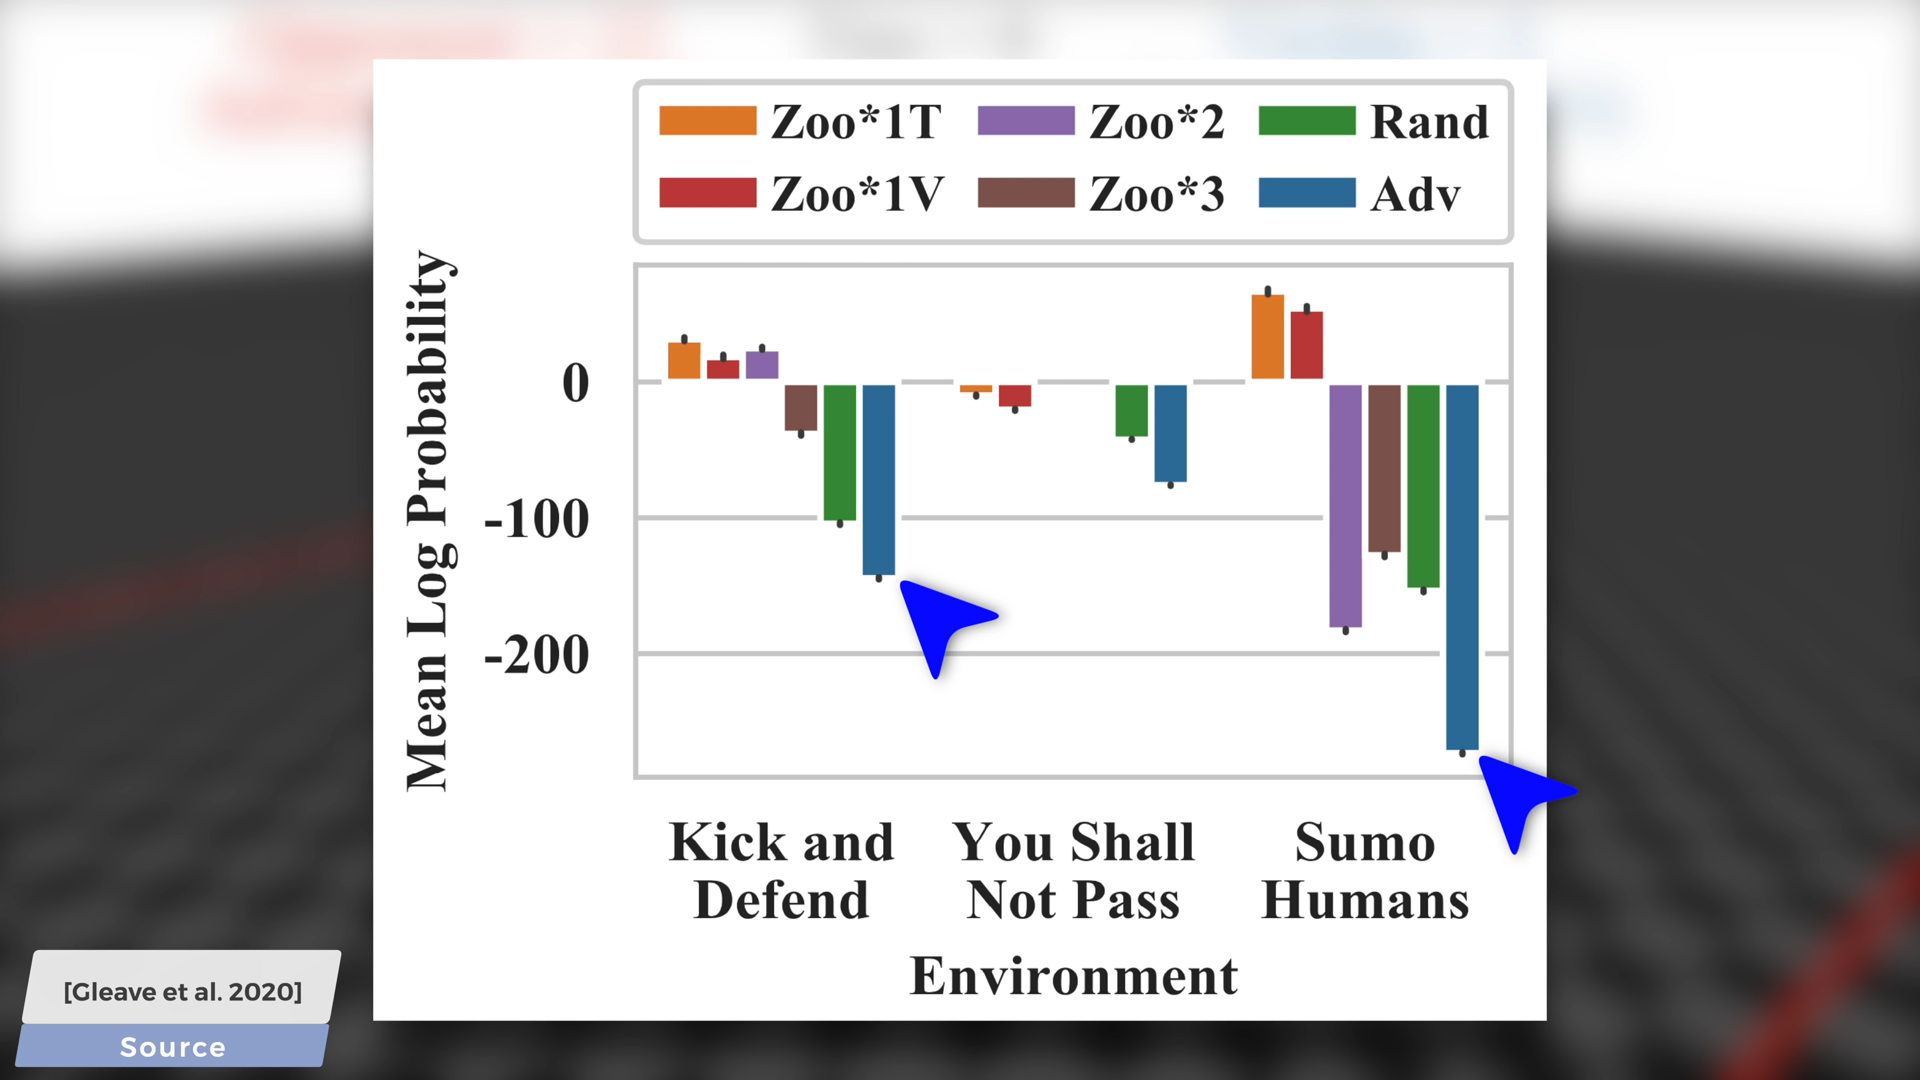 Zoo*1T Zoo*2 Rand
Zoo*1V Zoo*3 Adv
Mean Log Probability
0
-100
-200
Kick and
Defend
You Shall
Not Pass
Sumo
Humans
Environment
[Gleave et al. 2020]
Source